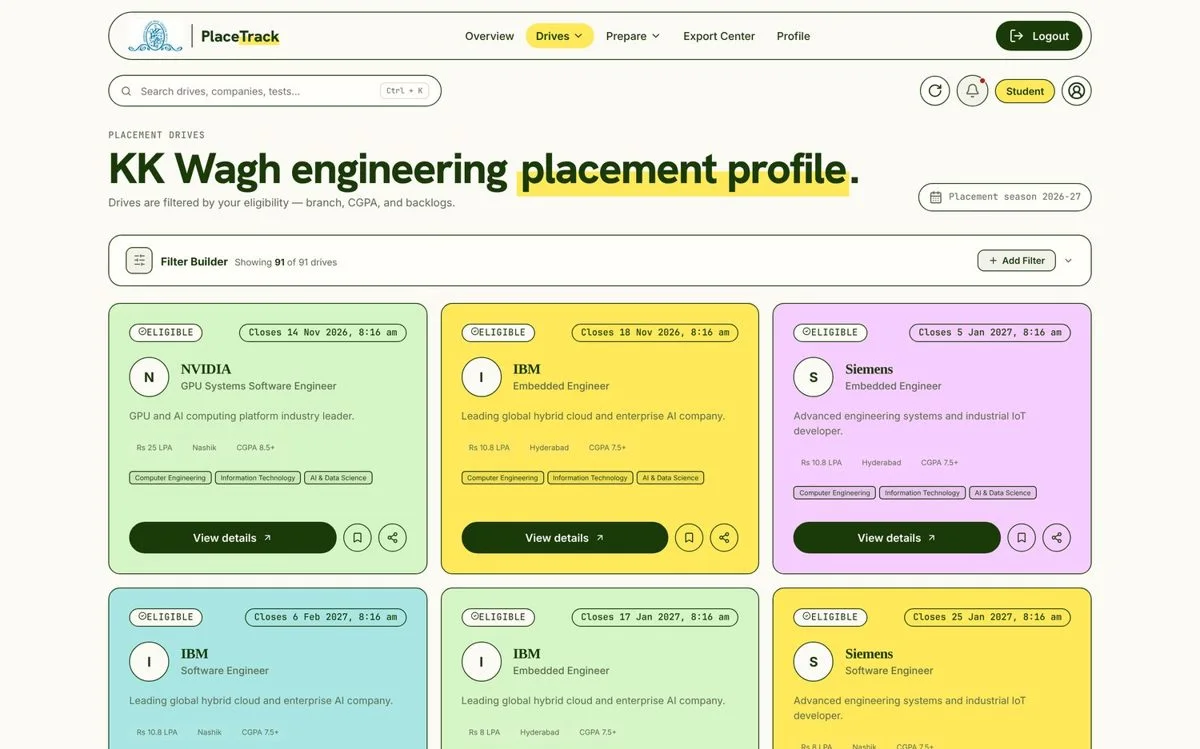 PlaceTrack
Overview Drives Prepare Export Center Profile Logout
Search drives, companies, tests... Ctrl + K Student
PLACEMENT DRIVES
KK Wagh engineering placement profile.
Drives are filtered by your eligibility — branch, CGPA, and backlogs.
Placement season 2026-27
Filter Builder Showing 91 of 91 drives + Add Filter
ELIGIBLE Closes 14 Nov 2026, 8:16 am
N NVIDIA
GPU Systems Software Engineer
GPU and AI computing platform industry leader.
Rs 25 LPA Nashik CGPA 8.5+
Computer Engineering Information Technology AI & Data Science
View details
ELIGIBLE Closes 18 Nov 2026, 8:16 am
I IBM
Embedded Engineer
Leading global hybrid cloud and enterprise AI company.
Rs 10.8 LPA Hyderabad CGPA 7.5+
Computer Engineering Information Technology AI & Data Science
View details
ELIGIBLE Closes 5 Jan 2027, 8:16 am
S Siemens
Embedded Engineer
Advanced engineering systems and industrial IoT
developer.
Rs 10.8 LPA Hyderabad CGPA 7.5+
Computer Engineering Information Technology AI & Data Science
View details
ELIGIBLE Closes 6 Feb 2027, 8:16 am
I IBM
Software Engineer
Leading global hybrid cloud and enterprise AI company.
Rs 10.8 LPA Nashik CGPA 7.5+
ELIGIBLE Closes 17 Jan 2027, 8:16 am
I IBM
Embedded Engineer
Leading global hybrid cloud and enterprise AI company.
Rs 8 LPA Hyderabad CGPA 7.5+
ELIGIBLE Closes 25 Jan 2027, 8:16 am
S Siemens
Software Engineer
Advanced engineering systems and industrial IoT
developer.
Rs 8 LPA Nashik CGPA 7.5+